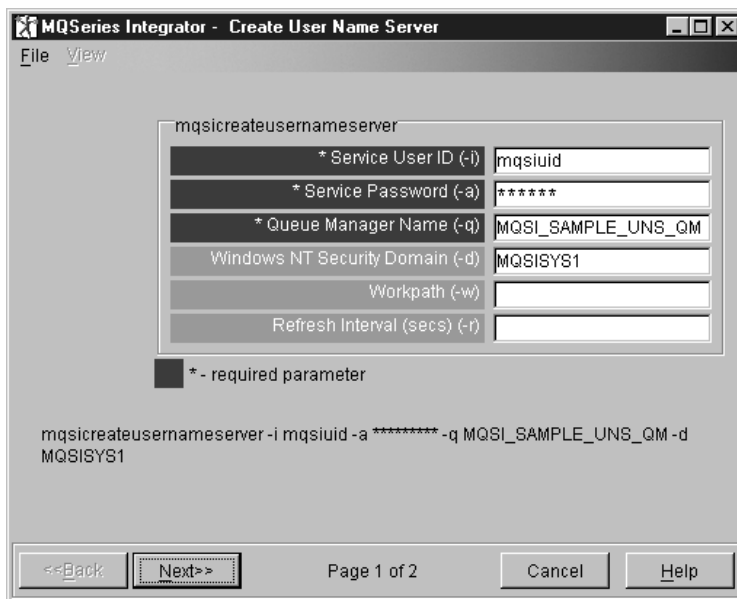 MQSeries Integrator - Create User Name Server
File View
mqsicreateusernameserver
* Service User ID (-i) mqsiuid
* Service Password (-a) ******
* Queue Manager Name (-q) MQSI_SAMPLE_UNS_QM
Windows NT Security Domain (-d) MQSISYS1
Workpath (-w)
Refresh Interval (secs) (-r)
* - required parameter
mqsicreateusernameserver -i mqsiuid -a ********* -q MQSI_SAMPLE_UNS_QM -d
MQSISYS1
<<Back Next>> Page 1 of 2 Cancel Help